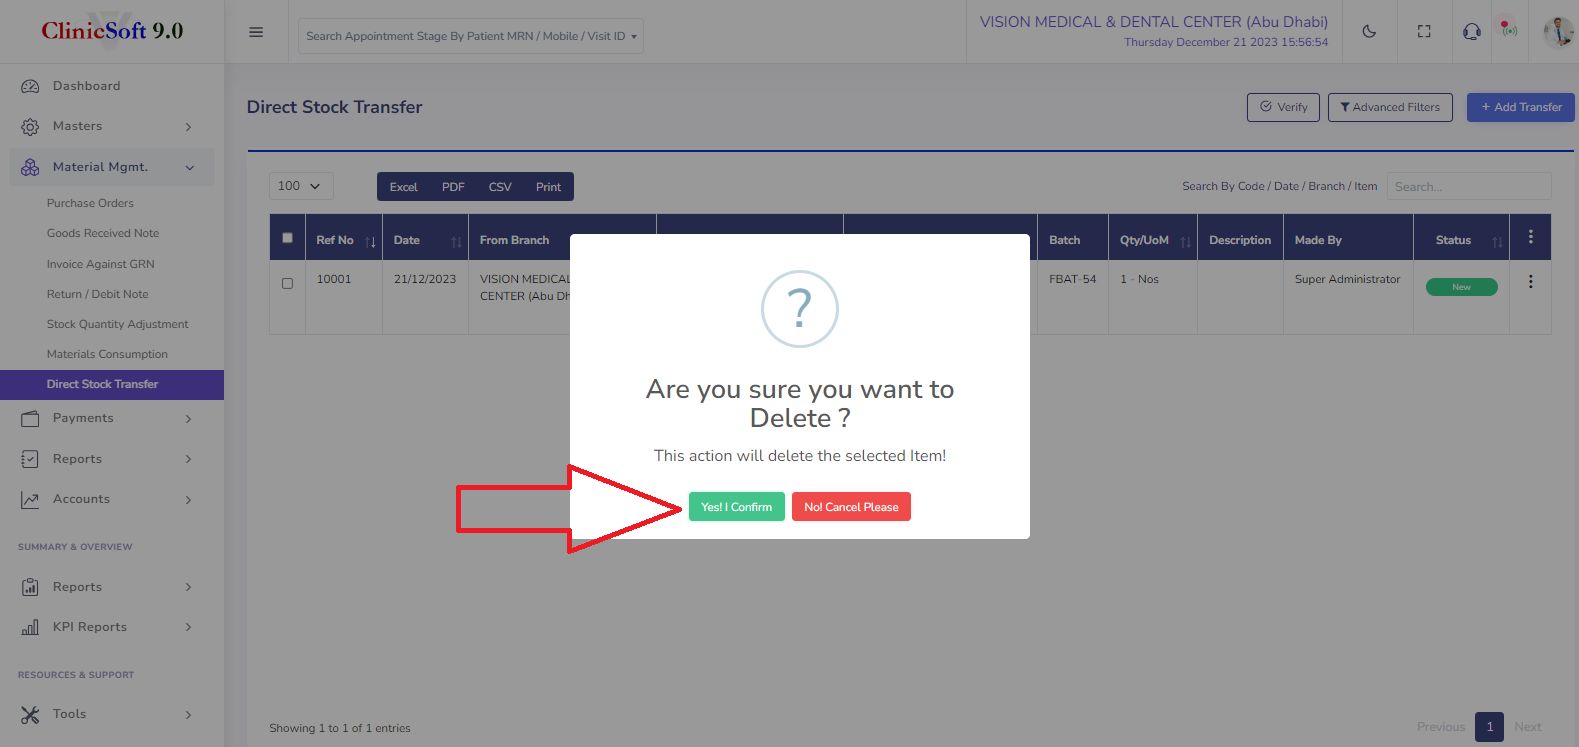 ClinicSoft 9.0
Search Appointment Stage By Patient MRN / Mobile / Visit ID
VISION MEDICAL & DENTAL CENTER (Abu Dhabi)
Thursday December 21 2023 15:56:54
Dashboard
Masters
Material Mgmt.
Purchase Orders
Goods Received Note
Invoice Against GRN
Return / Debit Note
Stock Quantity Adjustment
Materials Consumption
Direct Stock Transfer
Payments
Reports
Accounts
SUMMARY & OVERVIEW
Reports
KPI Reports
RESOURCES & SUPPORT
Tools
Direct Stock Transfer
Verify
Advanced Filters
+ Add Transfer
100
Excel PDF CSV Print
Search By Code / Date / Branch / Item
Search...
Ref No Date From Branch Batch Qty/UoM Description Made By Status
10001 21/12/2023 VISION MEDICAL FBAT-54 1 - Nos Super Administrator New
CENTER (Abu Dh
?
Are you sure you want to
Delete ?
This action will delete the selected Item!
Yes! I Confirm No! Cancel Please
Showing 1 to 1 of 1 entries
Previous 1 Next